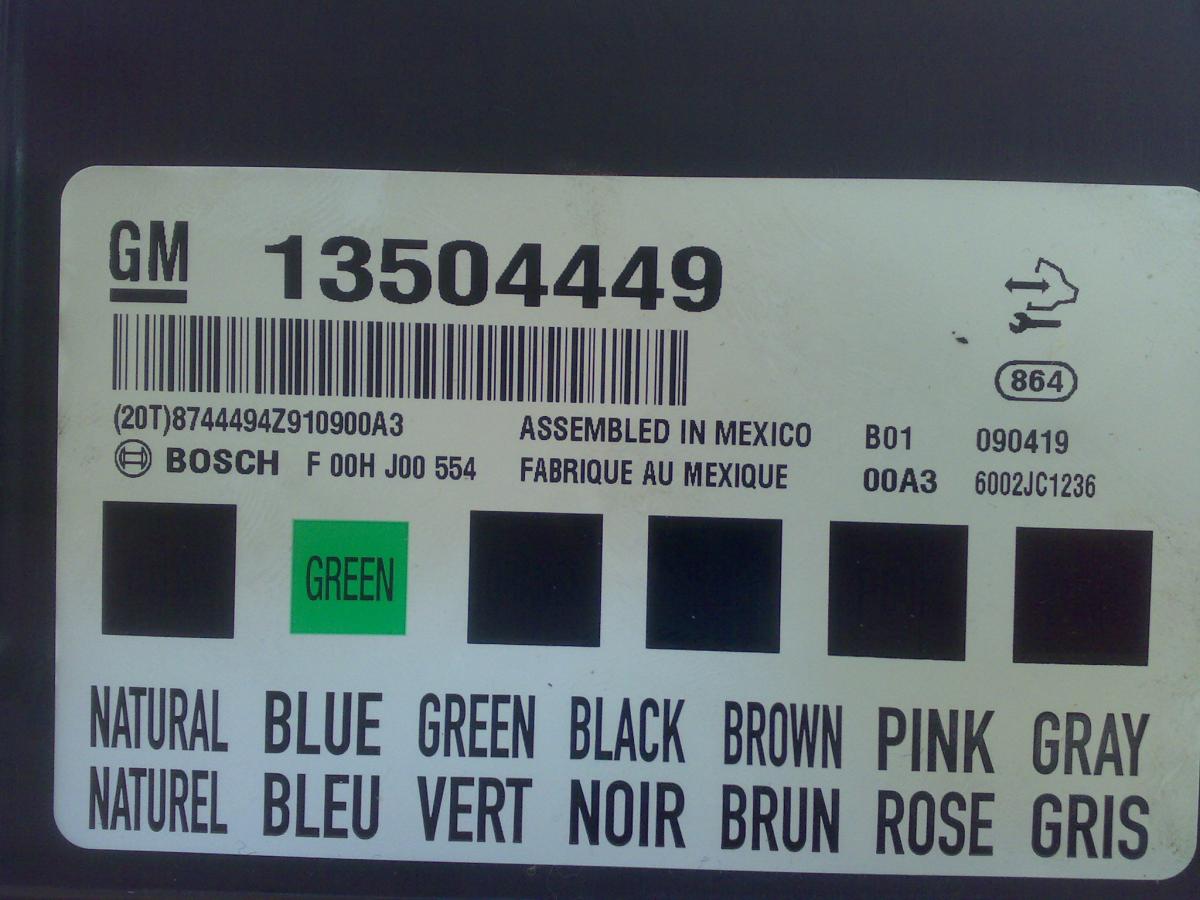 GM 13504449
864
(20T)8744494Z910900A3 ASSEMBLED IN MEXICO B01 090419
BOSCH F 00H J00 554 FABRIQUE AU MEXIQUE 00A3 6002JC1236
GREEN
NATURAL BLUE GREEN BLACK BROWN PINK GRAY
NATUREL BLEU VERT NOIR BRUN ROSE GRIS